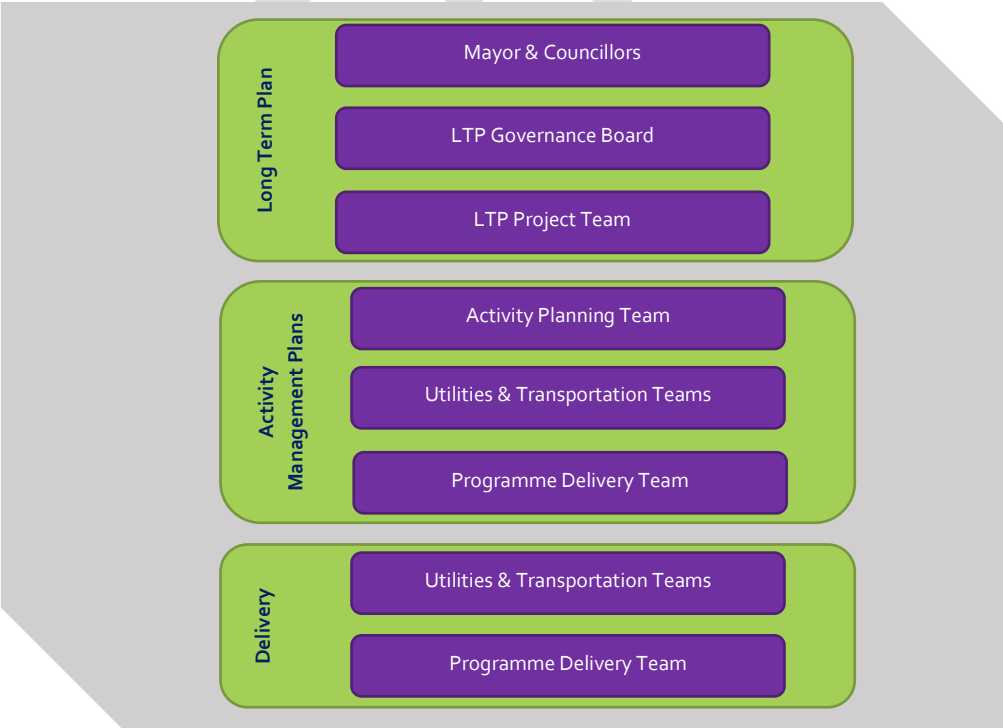 Long Term Plan
Mayor & Councillors
LTP Governance Board
LTP Project Team
Activity
Management Plans
Activity Planning Team
Utilities & Transportation Teams
Programme Delivery Team
Delivery
Utilities & Transportation Teams
Programme Delivery Team